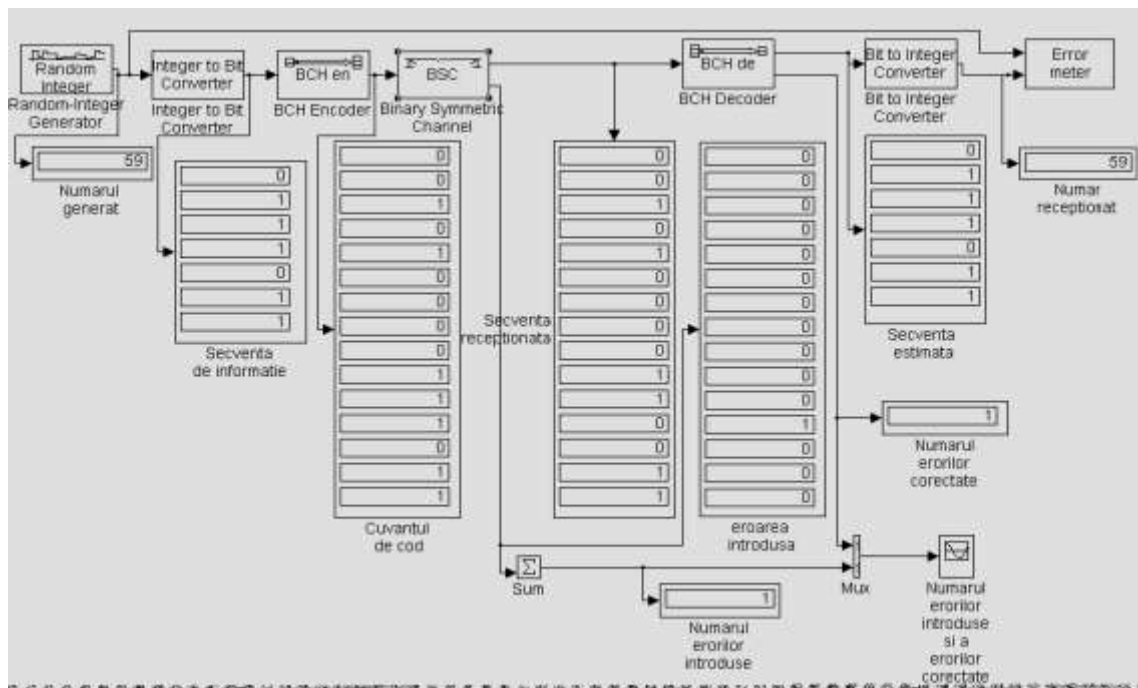 Random
Integer
Random-Integer
Generator
Integer to Bit
Converter
Integer to Bit
Converter
BCH en
BCH Encoder
BSC
Binary Symmetric
Channel
BCH de
BCH Decoder
Bit to Integer
Converter
Bit to Integer
Converter
Error
meter
59
Numarul
generat
0
1
1
1
0
1
1
Secventa
de informatie
0
0
1
0
1
0
0
0
0
1
1
1
0
1
1
Cuvantul
de cod
Secventa
receptionata
0
0
1
0
1
0
0
0
0
1
1
0
0
1
1
0
0
0
0
0
0
0
0
0
0
0
1
0
0
0
eroarea
introdusa
0
1
1
1
0
1
1
Secventa
estimata
59
Numar
receptionat
1
Numarul
erorilor
corectate
Sum
1
Numarul
erorilor
introduse
Mux
Numarul
erorilor
introduse
si a
erorilor
corectate